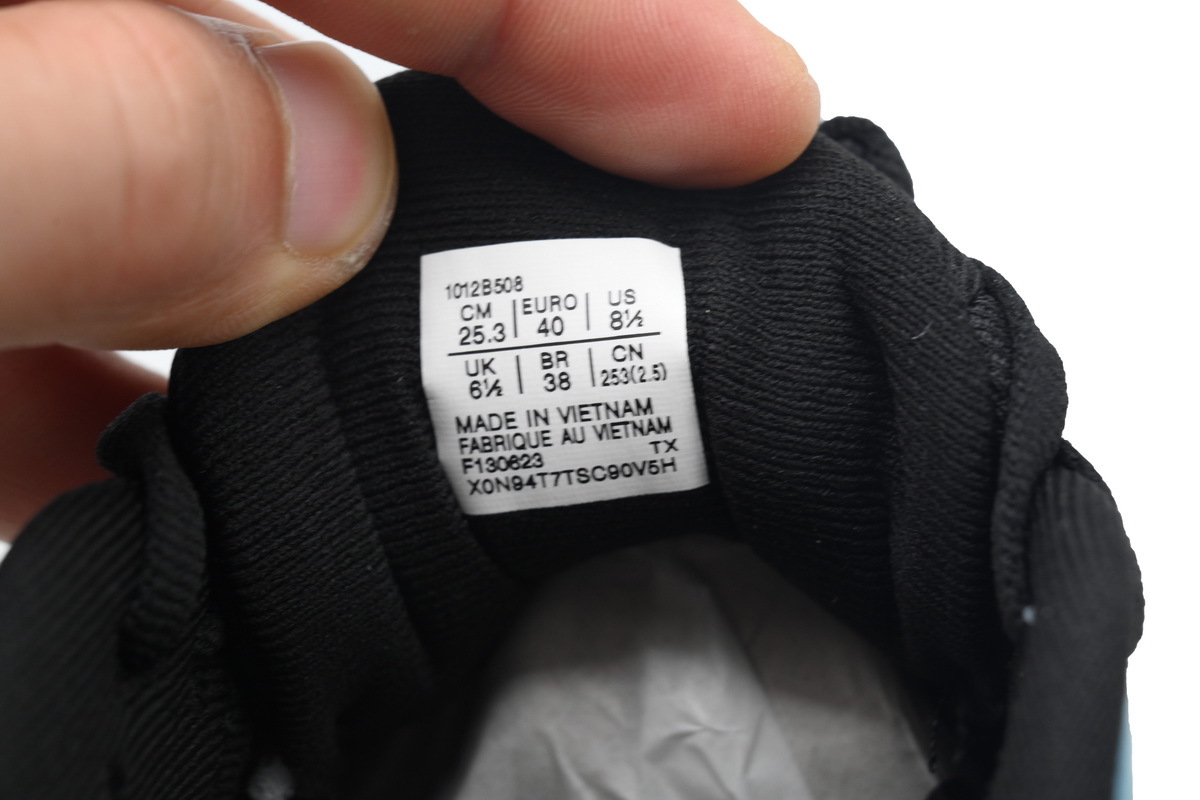 1012B508
CM | EURO | US
25.3 | 40 | 8½
UK | BR | CN
6½ | 38 | 253(2.5)
MADE IN VIETNAM
FABRIQUE AU VIETNAM
F130623 TX
X0N94T7TSC90V5H